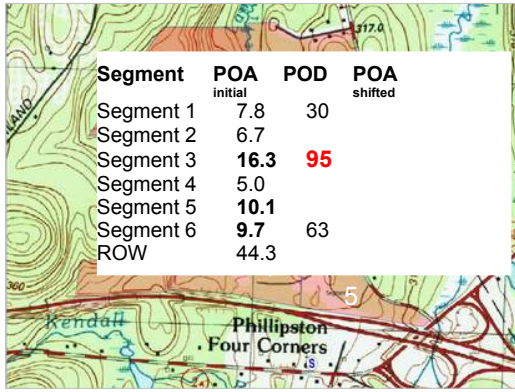 317.0
Segment POA POD POA
initial shifted
Segment 1 7.8 30
Segment 2 6.7
Segment 3 16.3 95
Segment 4 5.0
Segment 5 10.1
Segment 6 9.7 63
ROW 44.3
LAND
360
5
Kendall
Phillipston
Four Corners
S